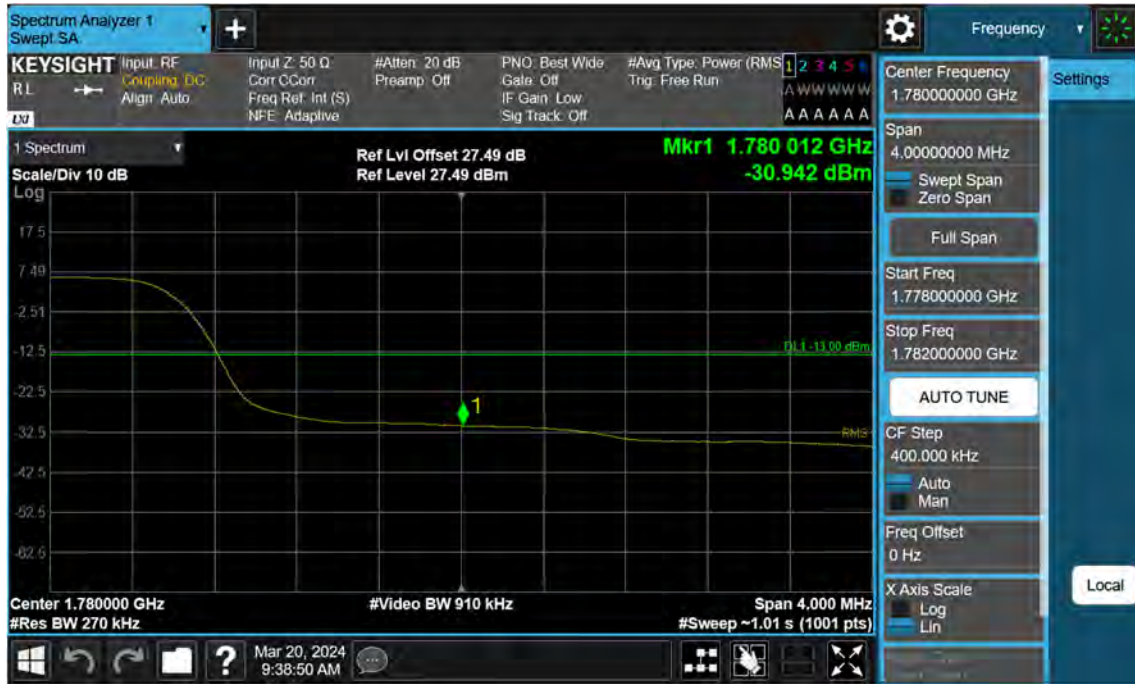 Spectrum Analyzer 1
Swept SA
+
Frequency
KEYSIGHT
RL
LXI
Input: RF
Coupling: DC
Align: Auto
Input Z: 50 Ω
Corr CCorr
Freq Ref: Int (S)
NFE: Adaptive
#Atten: 20 dB
Preamp: Off
PNO: Best Wide
Gate: Off
IF Gain: Low
Sig Track: Off
#Avg Type: Power (RMS
Trig: Free Run
1 2 3 4 5 6
A W W W W W
A A A A A A
1 Spectrum
Scale/Div 10 dB
Ref Lvl Offset 27.49 dB
Ref Level 27.49 dBm
Mkr1 1.780 012 GHz
-30.942 dBm
Log
17.5
7.49
-2.51
-12.5
-22.5
-32.5
-42.5
-52.5
-62.5
DL1 -13.00 dBm
1
RMS
Center 1.780000 GHz
#Res BW 270 kHz
#Video BW 910 kHz
Span 4.000 MHz
#Sweep ~1.01 s (1001 pts)
Center Frequency
1.780000000 GHz
Settings
Span
4.00000000 MHz
Swept Span
Zero Span
Full Span
Start Freq
1.778000000 GHz
Stop Freq
1.782000000 GHz
AUTO TUNE
CF Step
400.000 kHz
Auto
Man
Freq Offset
0 Hz
X Axis Scale
Log
Lin
Local
?
Mar 20, 2024
9:38:50 AM